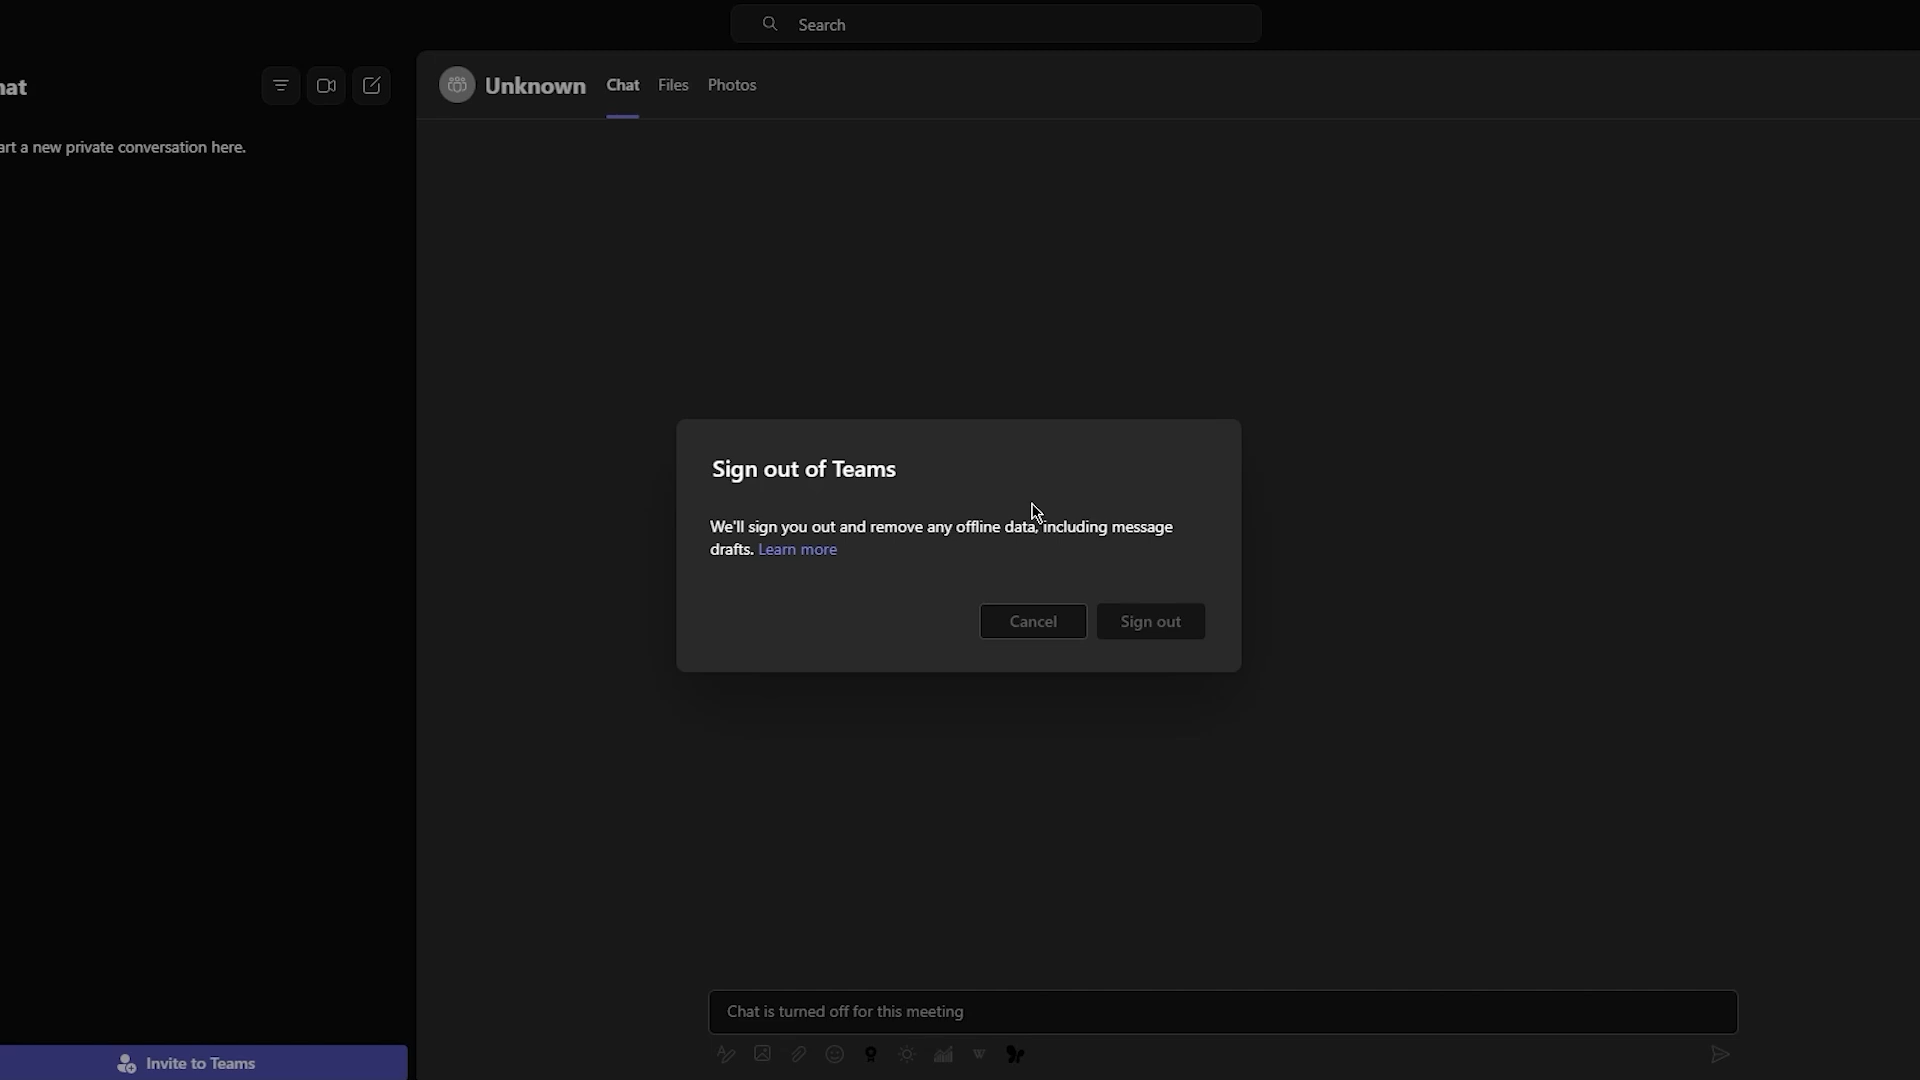 Search
hat
Unknown
Chat
Files
Photos
art a new private conversation here.
Sign out of Teams
We'll sign you out and remove any offline data, including message
drafts. Learn more
Cancel
Sign out
Chat is turned off for this meeting
W
Invite to Teams